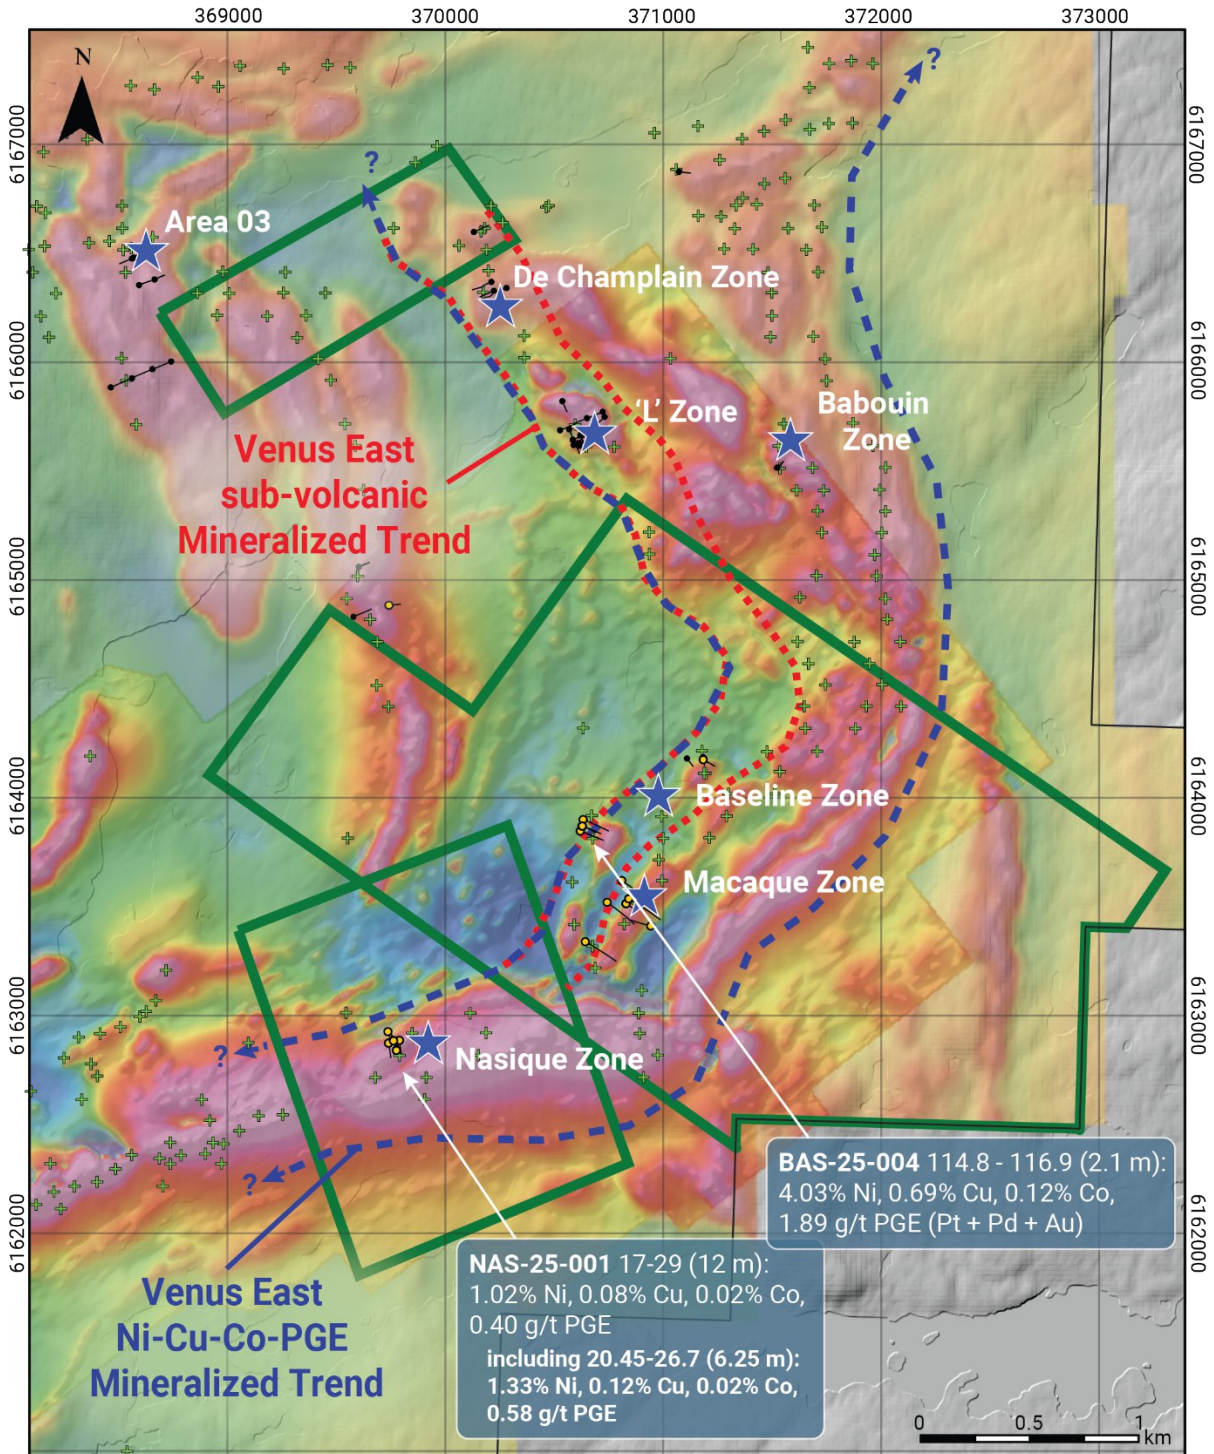 369000
370000
371000
372000
373000
N
6167000
6167000
?
?
Area 03
De Champlain Zone
6166000
6166000
'L' Zone
Babouin
Zone
Venus East
sub-volcanic
Mineralized Trend
6165000
6165000
6164000
6164000
Baseline Zone
Macaque Zone
6163000
6163000
?
Nasique Zone
?
BAS-25-004 114.8 - 116.9 (2.1 m):
4.03% Ni, 0.69% Cu, 0.12% Co,
1.89 g/t PGE (Pt + Pd + Au)
6162000
6162000
NAS-25-001 17-29 (12 m):
1.02% Ni, 0.08% Cu, 0.02% Co,
0.40 g/t PGE
including 20.45-26.7 (6.25 m):
1.33% Ni, 0.12% Cu, 0.02% Co,
0.58 g/t PGE
Venus East
Ni-Cu-Co-PGE
Mineralized Trend
0 0.5 1
km